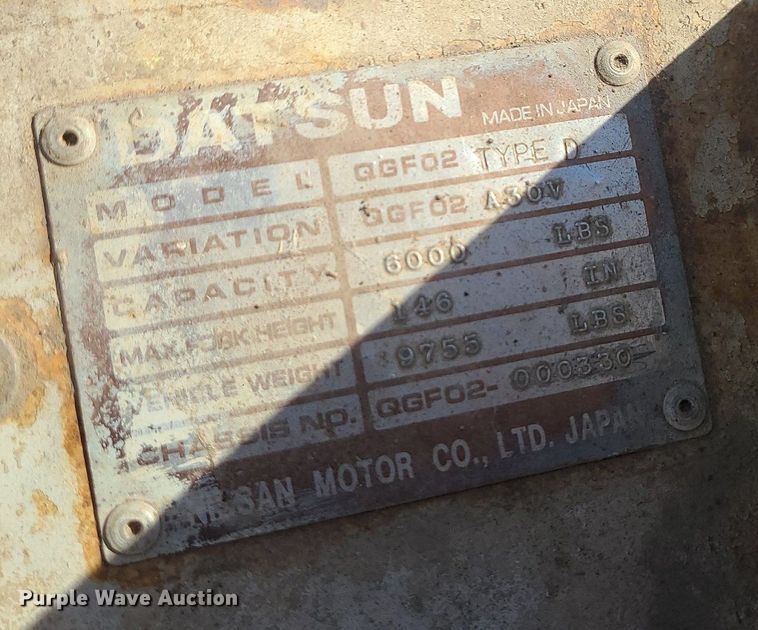 DATSUN
MADE IN JAPAN
MODEL QGF02 TYPE D
VARIATION QGF02 A30V
CAPACITY 6000 LBS
MAX. FORK HEIGHT 146 IN
VEHICLE WEIGHT 9755 LBS
CHASSIS NO. QGF02-000330
NISSAN MOTOR CO., LTD. JAPAN
Purple Wave Auction